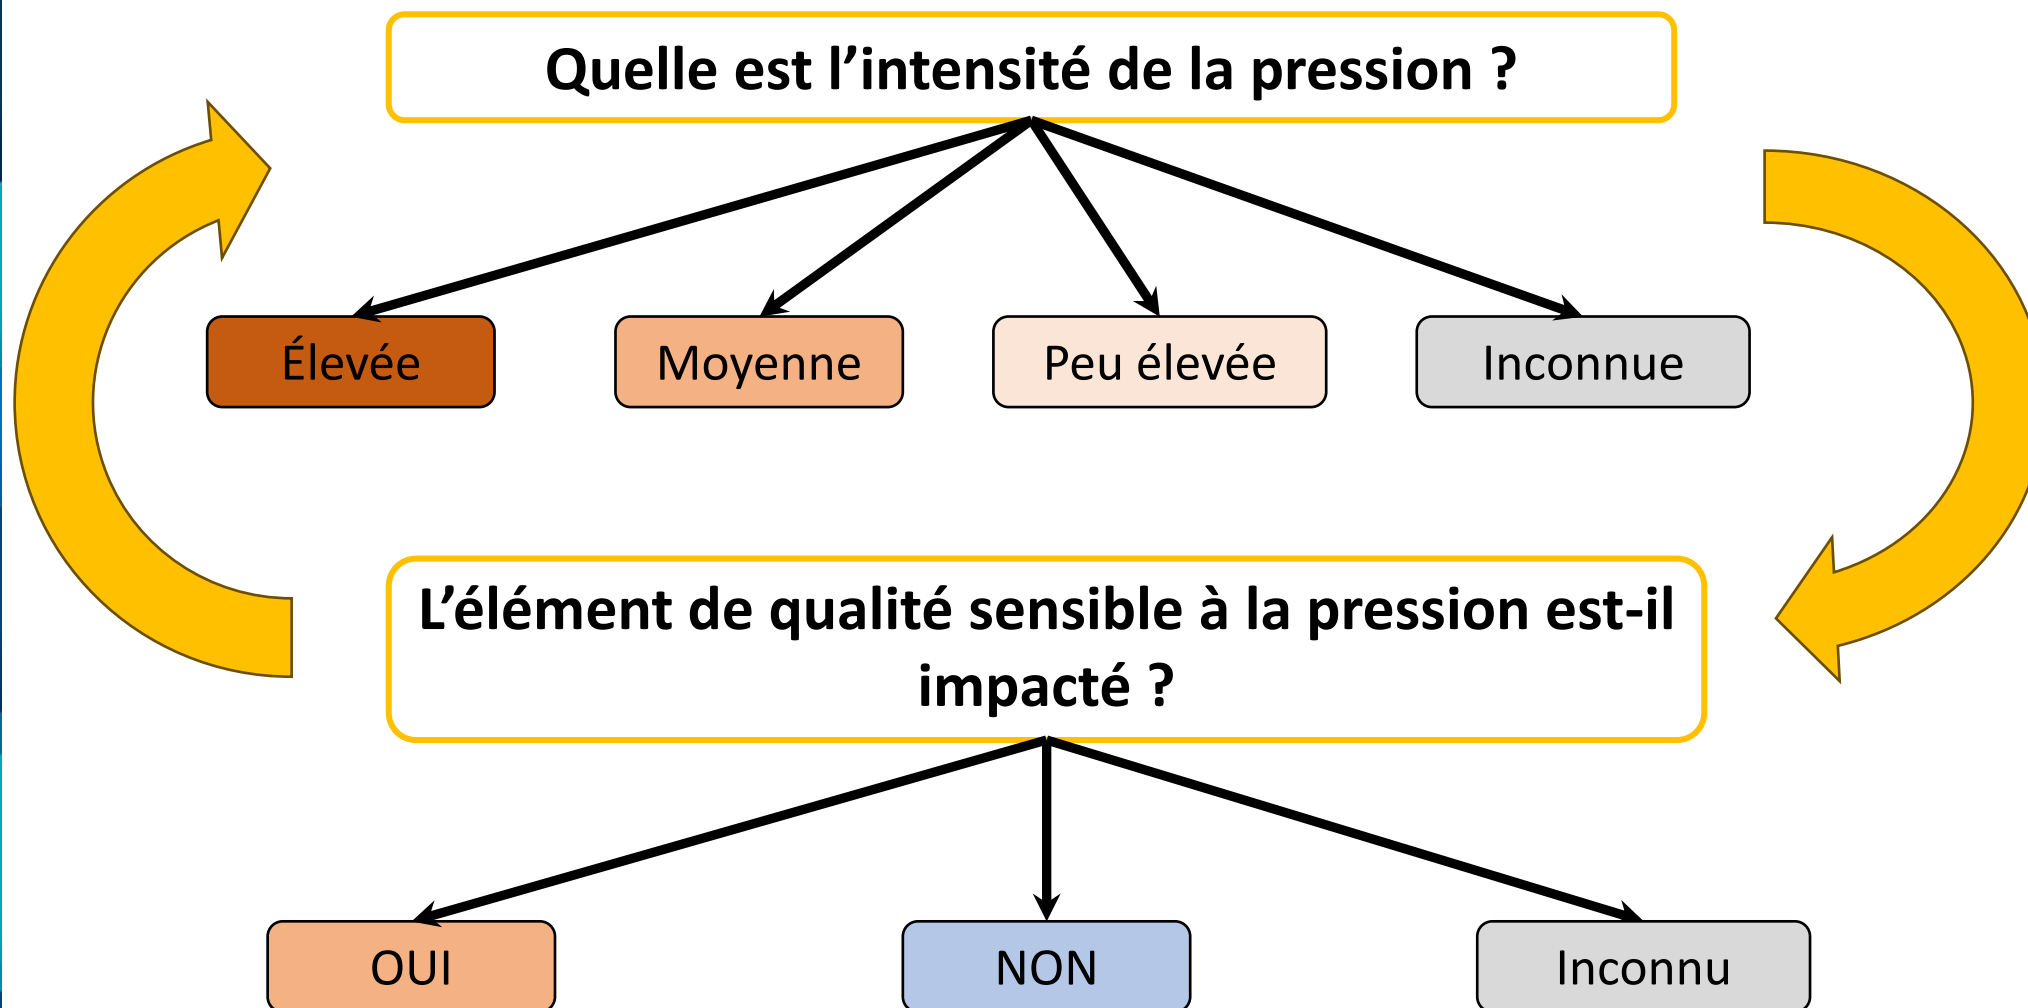 Quelle est l’intensité de la pression ?
Élevée
Moyenne
Peu élevée
Inconnue
L’élément de qualité sensible à la pression est-il
impacté ?
OUI
NON
Inconnu